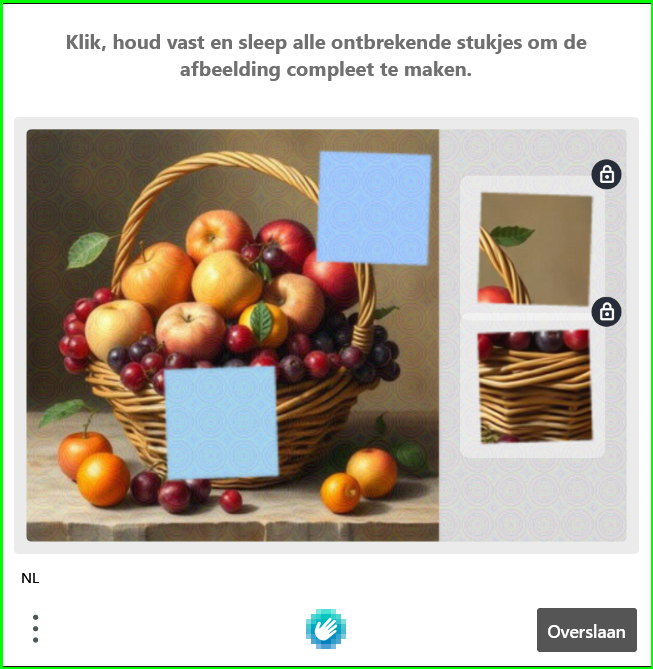 Klik, houd vast en sleep alle ontbrekende stukjes om de
afbeelding compleet te maken.
NL
Overslaan